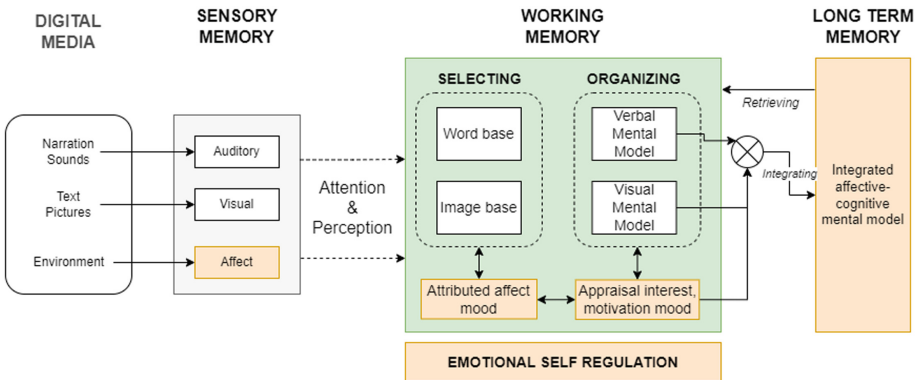 DIGITAL
MEDIA
SENSORY
MEMORY
WORKING
MEMORY
LONG TERM
MEMORY
Narration
Sounds
Text
Pictures
Environment
Auditory
Visual
Affect
Attention
&
Perception
SELECTING
Word base
Image base
Attributed affect
mood
ORGANIZING
Verbal
Mental
Model
Visual
Mental
Model
Appraisal interest,
motivation mood
Retrieving
Integrating
Integrated
affective-
cognitive
mental model
EMOTIONAL SELF REGULATION